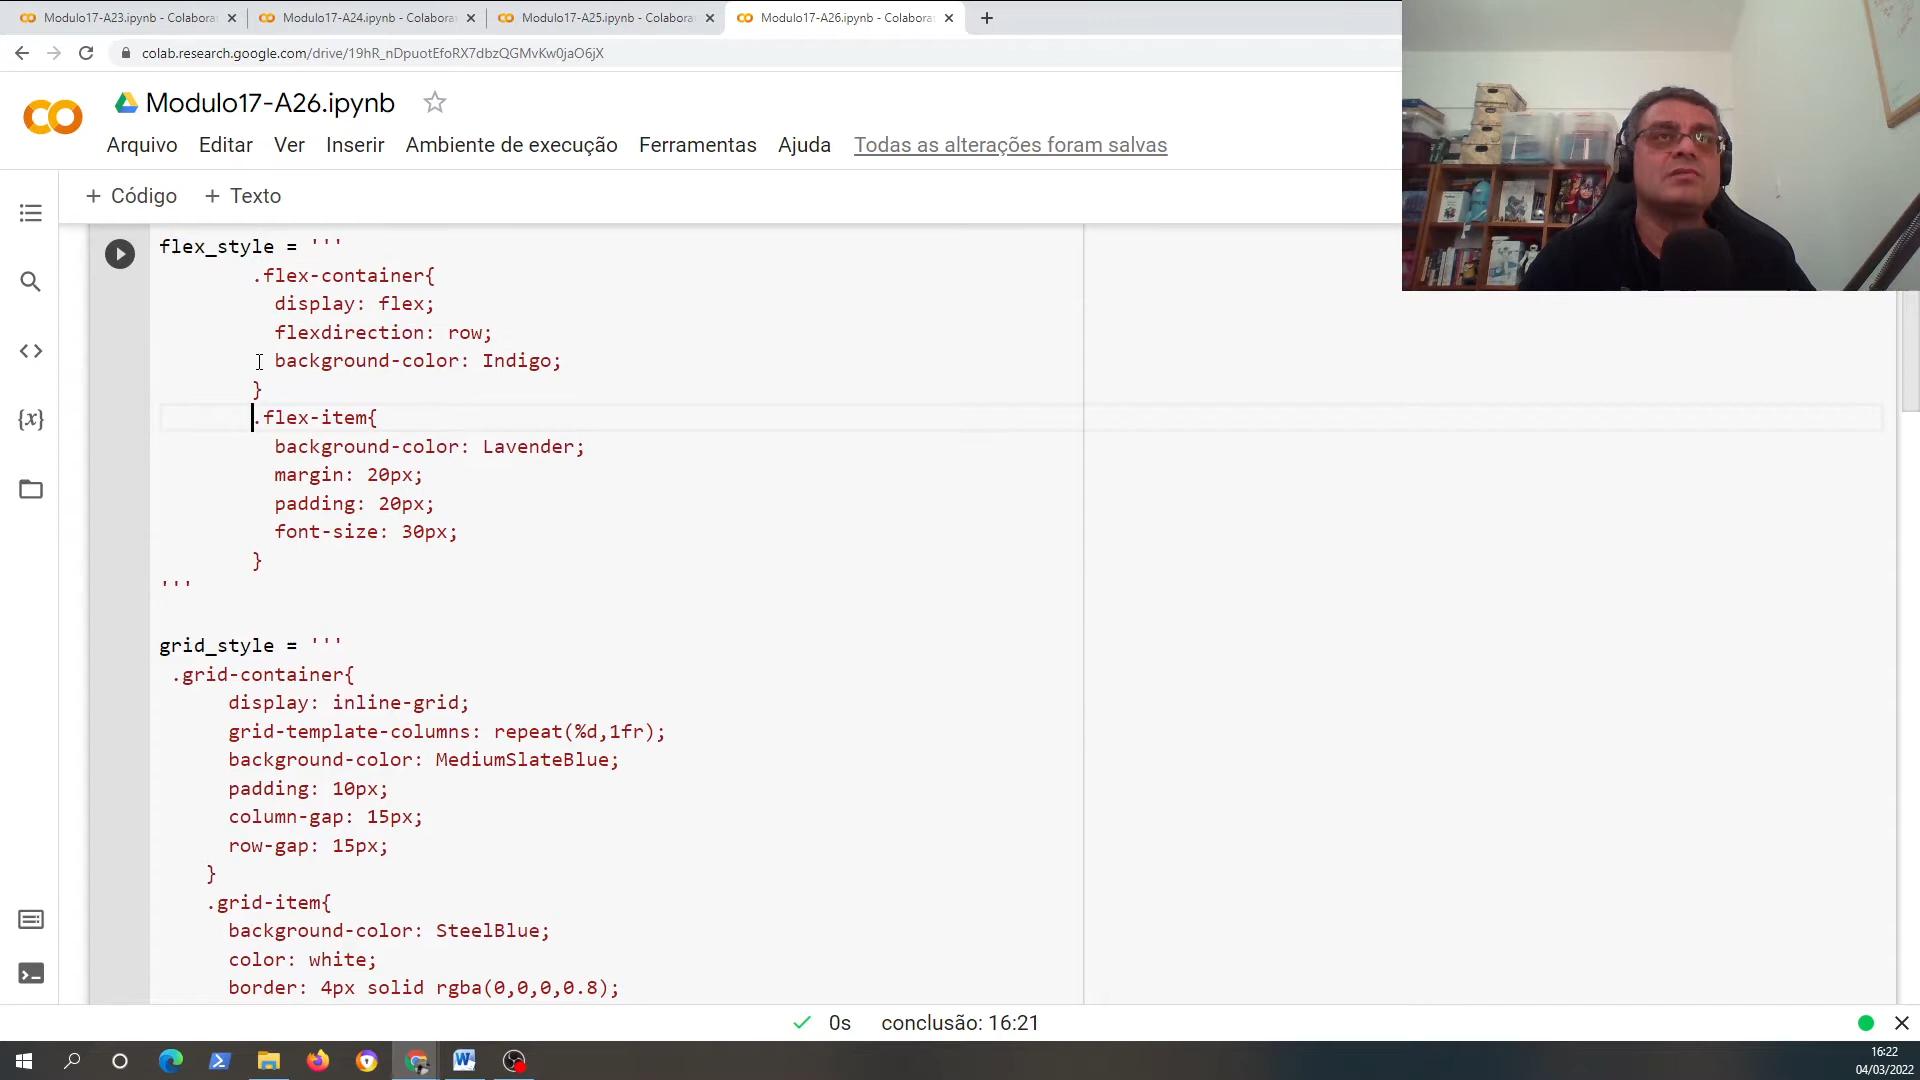 Modulo17-A23.ipynb - Colabora
Modulo17-A24.ipynb - Colabora
Modulo17-A25.ipynb - Colabora
Modulo17-A26.ipynb - Colabora
colab.research.google.com/drive/19hR_nDpuotEfoRX7dbzQGMvKw0jaO6jX
Modulo17-A26.ipynb
Arquivo Editar Ver Inserir Ambiente de execução Ferramentas Ajuda Todas as alterações foram salvas
+ Código + Texto
flex_style = '''
.flex-container{
display: flex;
flexdirection: row;
background-color: Indigo;
}
.flex-item{
background-color: Lavender;
margin: 20px;
padding: 20px;
font-size: 30px;
}
'''
grid_style = '''
.grid-container{
display: inline-grid;
grid-template-columns: repeat(%d,1fr);
background-color: MediumSlateBlue;
padding: 10px;
column-gap: 15px;
row-gap: 15px;
}
.grid-item{
background-color: SteelBlue;
color: white;
border: 4px solid rgba(0,0,0,0.8);
0s conclusão: 16:21
16:22
04/03/2022